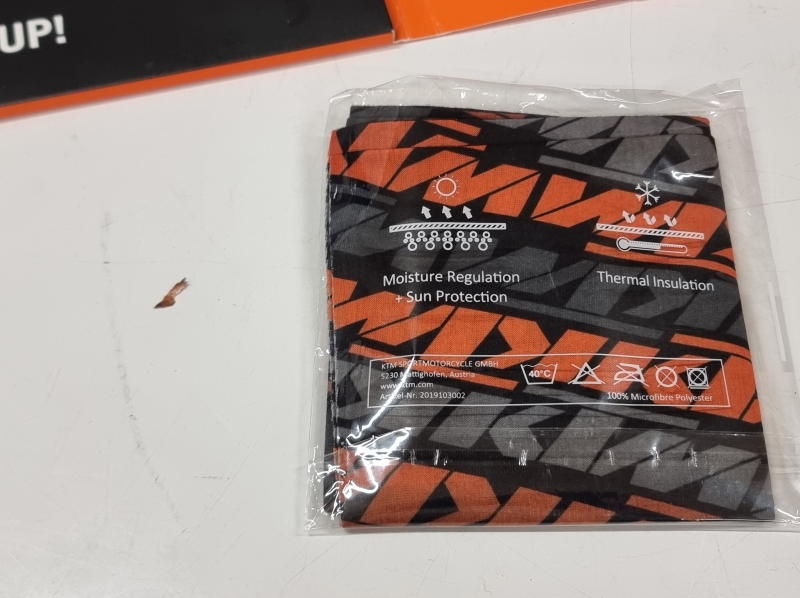 UP!
Moisture Regulation
+ Sun Protection
Thermal Insulation
KTM-SPORTMOTORCYCLE GMBH
5230 Mattighofen, Austria
www.ktm.com
Artikel-Nr. 2019103002
40°C
100% Microfibre Polyester